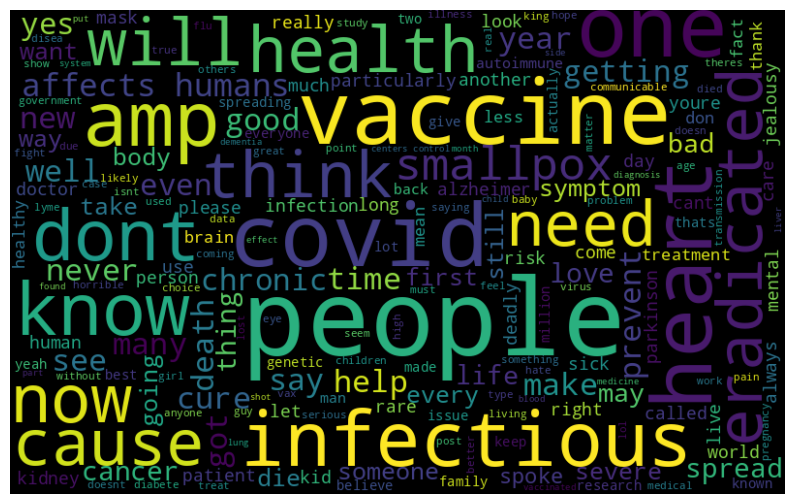 yes put mask flu really illness study two look king hope disea year true side one
show system will health others autoimmune real theres fact thank
want affects humans much particularly another getting communicable died
government spreading everyone youre don doesn jealousy
new amp vaccine dementia give less actually matter
way fight due good great point centers control month bad
well likely body think smallpox day age
isnt case doctor even back alzheimer symptom care cant
lyme used take please infection long saying child baby problem thats
healthy data brain lot mean still come treatment transmission diagnosis
dont coming covid need heart eradicated liver
never use chronic time first risk love
person effect deadly million virus prevent parkinson mental
know choice people feel must
human found horrible death thing eye seem high
many yeah see going genetic children made something sick issue hate medicine always
without best girl say help life make may work pain
part now cure let man rare every right called live
anyone guy vax serious type living blood pregnancy
cause got shot infectious post keep lol world
lung better someone severe spread
kidney cancer patient die kid family research medical known
doesnt diabete treat believe spoke vaccinated
lost